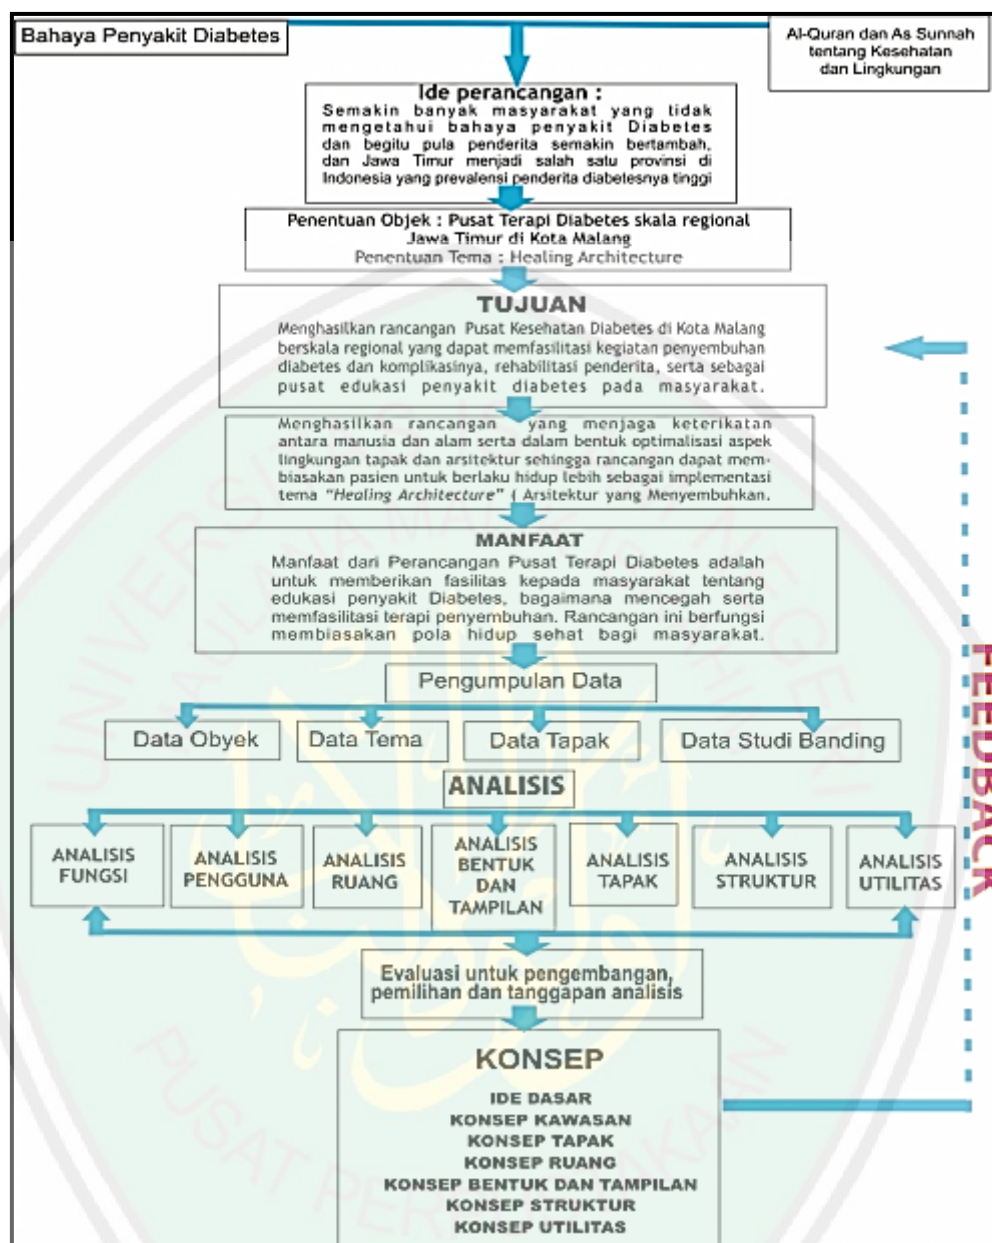 Bahaya Penyakit Diabetes
Al-Quran dan As Sunnah
tentang Kesehatan
dan Lingkungan
Ide perancangan :
Semakin banyak masyarakat yang tidak
mengetahui bahaya penyakit Diabetes
dan begitu pula penderita semakin bertambah,
dan Jawa Timur menjadi salah satu provinsi di
Indonesia yang prevalensi penderita diabetesnya tinggi
Penentuan Objek : Pusat Terapi Diabetes skala regional
Jawa Timur di Kota Malang
Penentuan Tema : Healing Architecture
TUJUAN
Menghasilkan rancangan Pusat Kesehatan Diabetes di Kota Malang
berskala regional yang dapat memfasilitasi kegiatan penyembuhan
diabetes dan komplikasinya, rehabilitasi penderita, serta sebagai
pusat edukasi penyakit diabetes pada masyarakat.
Menghasilkan rancangan yang menjaga keterikatan
antara manusia dan alam serta dalam bentuk optimalisasi aspek
lingkungan tapak dan arsitektur sehingga rancangan dapat mem-
biasakan pasien untuk berlaku hidup lebih sebagai implementasi
tema "Healing Architecture" ( Arsitektur yang Menyembuhkan.
MANFAAT
Manfaat dari Perancangan Pusat Terapi Diabetes adalah
untuk memberikan fasilitas kepada masyarakat tentang
edukasi penyakit Diabetes, bagaimana mencegah serta
memfasilitasi terapi penyembuhan. Rancangan ini berfungsi
membiasakan pola hidup sehat bagi masyarakat.
Pengumpulan Data
Data Obyek
Data Tema
Data Tapak
Data Studi Banding
ANALISIS
ANALISIS
FUNGSI
ANALISIS
PENGGUNA
ANALISIS
RUANG
ANALISIS
BENTUK
DAN
TAMPILAN
ANALISIS
TAPAK
ANALISIS
STRUKTUR
ANALISIS
UTILITAS
Evaluasi untuk pengembangan,
pemilihan dan tanggapan analisis
KONSEP
IDE DASAR
KONSEP KAWASAN
KONSEP TAPAK
KONSEP RUANG
KONSEP BENTUK DAN TAMPILAN
KONSEP STRUKTUR
KONSEP UTILITAS
FEEDBACK